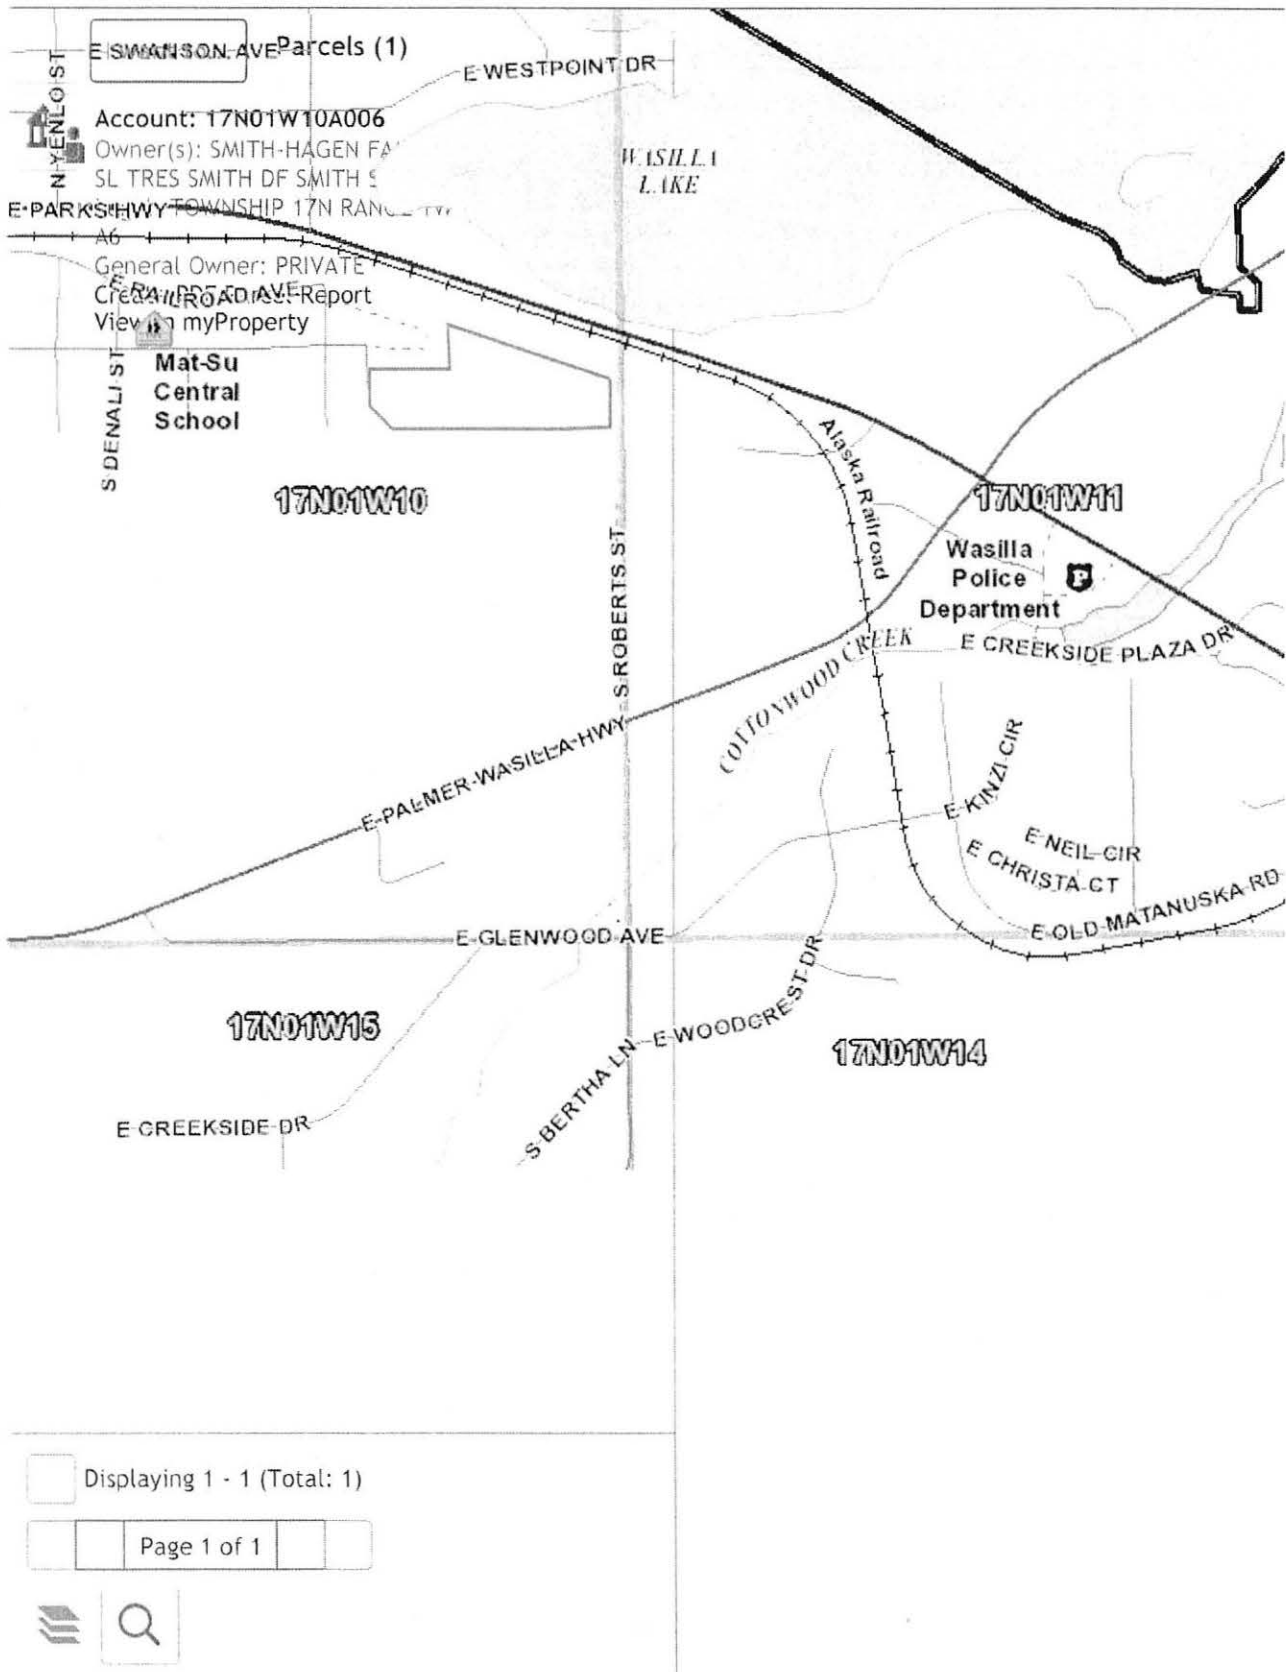 E SWANSON AVE
Parcels (1)
E WESTPOINT DR
N YENLO ST
Account: 17N01W10A006
Owner(s): SMITH-HAGEN
SL TRES SMITH DF SMITH
WASILLA
LAKE
E PARKS HWY
TOWNSHIP 17N
A6
General Owner: PRIVATE
E RAILROAD AVE
Report
View in myProperty
Mat-Su
Central
School
S DENALI ST
Alaska Railroad
17N01W10
17N01W11
S ROBERTS ST
Wasilla
Police
Department
P
COTTONWOOD CREEK
E CREEKSIDE PLAZA DR
E PALMER-WASILLA HWY
E KINZI CIR
E NEIL CIR
E CHRISTA CT
E OLD MATANUSKA RD
E GLENWOOD AVE
17N01W15
E WOODCREST DR
17N01W14
S BERTHA LN
E CREEKSIDE DR
Displaying 1 - 1 (Total: 1)
Page 1 of 1